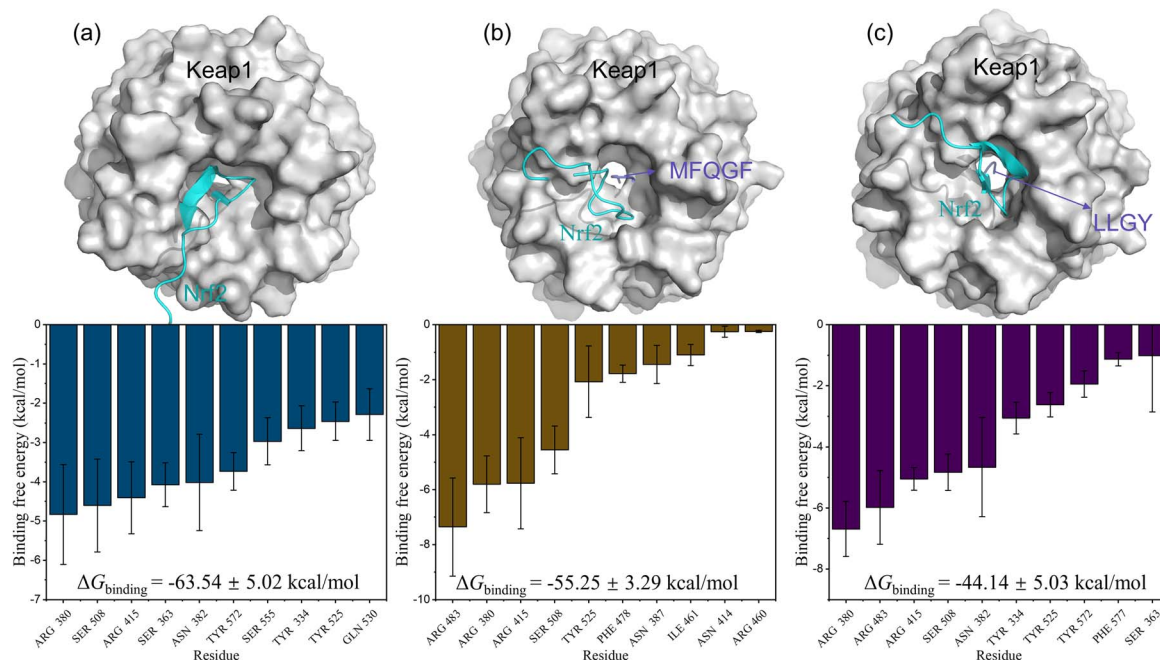 (a)
Keap1
Nrf2
(b)
Keap1
MFQGF
Nrf2
(c)
Keap1
Nrf2
LLGY
Binding free energy (kcal/mol)
0
-1
-2
-3
-4
-5
-6
-7
ΔGbinding = -63.54 ± 5.02 kcal/mol
ARG 380
SER 508
ARG 415
SER 363
ASN 382
TYR 572
SER 555
TYR 334
TYR 525
GLN 530
Residue
Binding free energy (kcal/mol)
0
-2
-4
-6
-8
-10
ΔGbinding = -55.25 ± 3.29 kcal/mol
ARG 483
ARG 380
ARG 415
SER 508
TYR 525
PHE 478
ASN 387
ILE 461
ASN 414
ARG 460
Residue
Binding free energy (kcal/mol)
0
-2
-4
-6
-8
ΔGbinding = -44.14 ± 5.03 kcal/mol
ARG 380
ARG 483
ARG 415
SER 508
ASN 382
TYR 334
TYR 525
TYR 572
PHE 577
SER 363
Residue